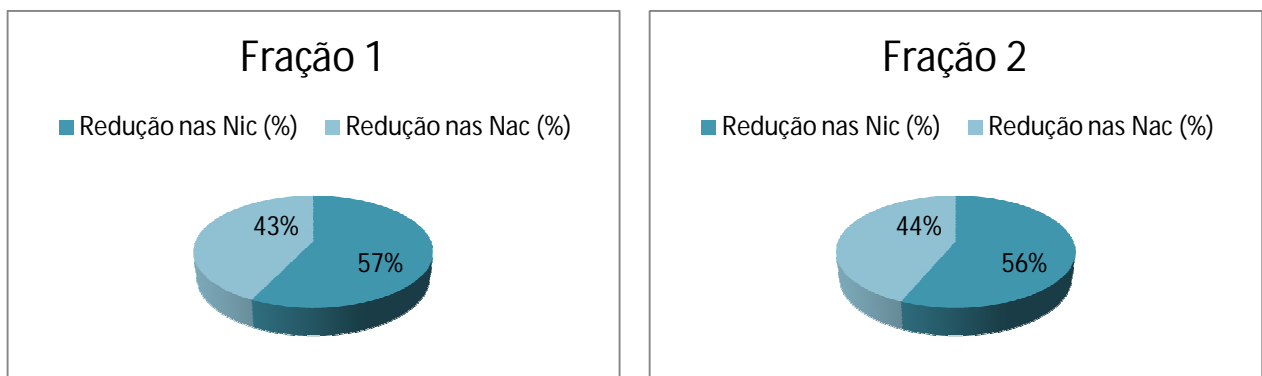 Fração 1
Redução nas Nic (%) Redução nas Nac (%)
43%
57%
Fração 2
Redução nas Nic (%) Redução nas Nac (%)
44%
56%